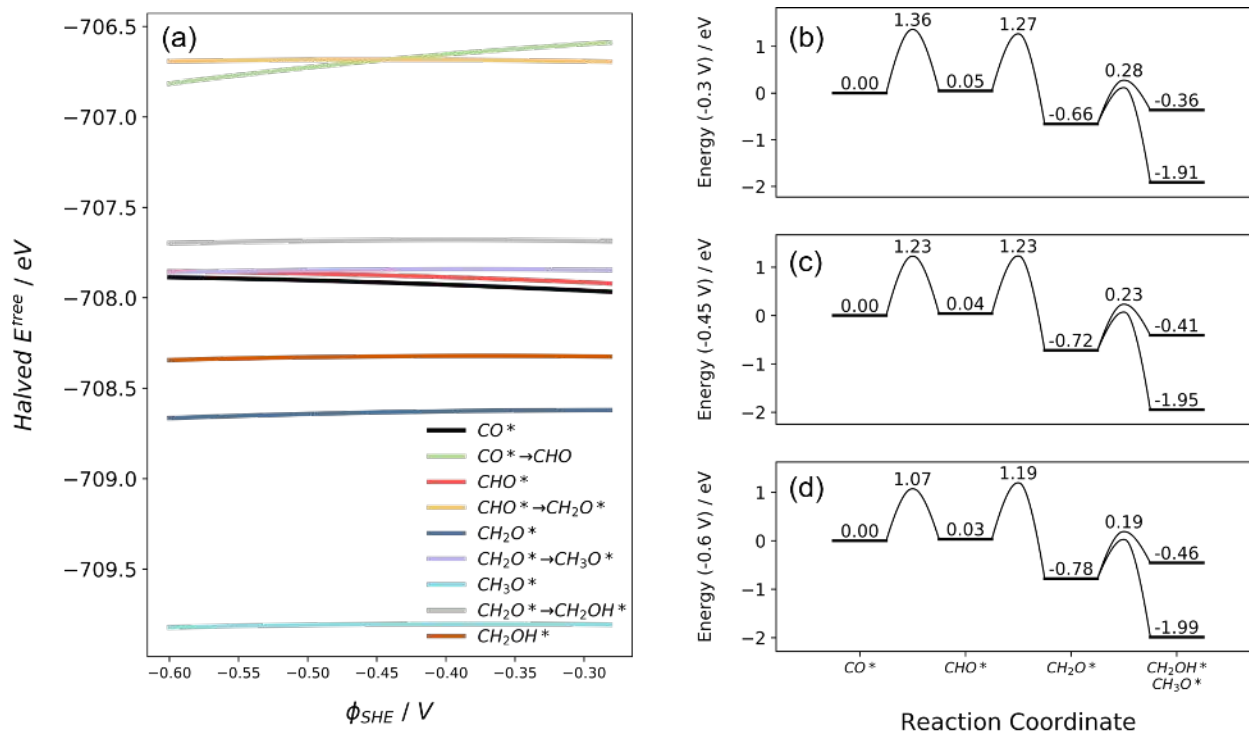 (a)
Halved E^free / eV
−706.5
−707.0
−707.5
−708.0
−708.5
−709.0
−709.5
CO*
CO*→CHO
CHO*
CHO*→CH₂O*
CH₂O*
CH₂O*→CH₃O*
CH₃O*
CH₂O*→CH₂OH*
CH₂OH*
−0.60 −0.55 −0.50 −0.45 −0.40 −0.35 −0.30
ϕ_SHE / V
(b)
Energy (-0.3 V) / eV
1
0
−1
−2
0.00
1.36
0.05
1.27
-0.66
0.28
-0.36
-1.91
(c)
Energy (-0.45 V) / eV
1
0
−1
−2
0.00
1.23
0.04
1.23
-0.72
0.23
-0.41
-1.95
(d)
Energy (-0.6 V) / eV
1
0
−1
−2
0.00
1.07
0.03
1.19
-0.78
0.19
-0.46
-1.99
CO* CHO* CH₂O* CH₂OH*
CH₃O*
Reaction Coordinate